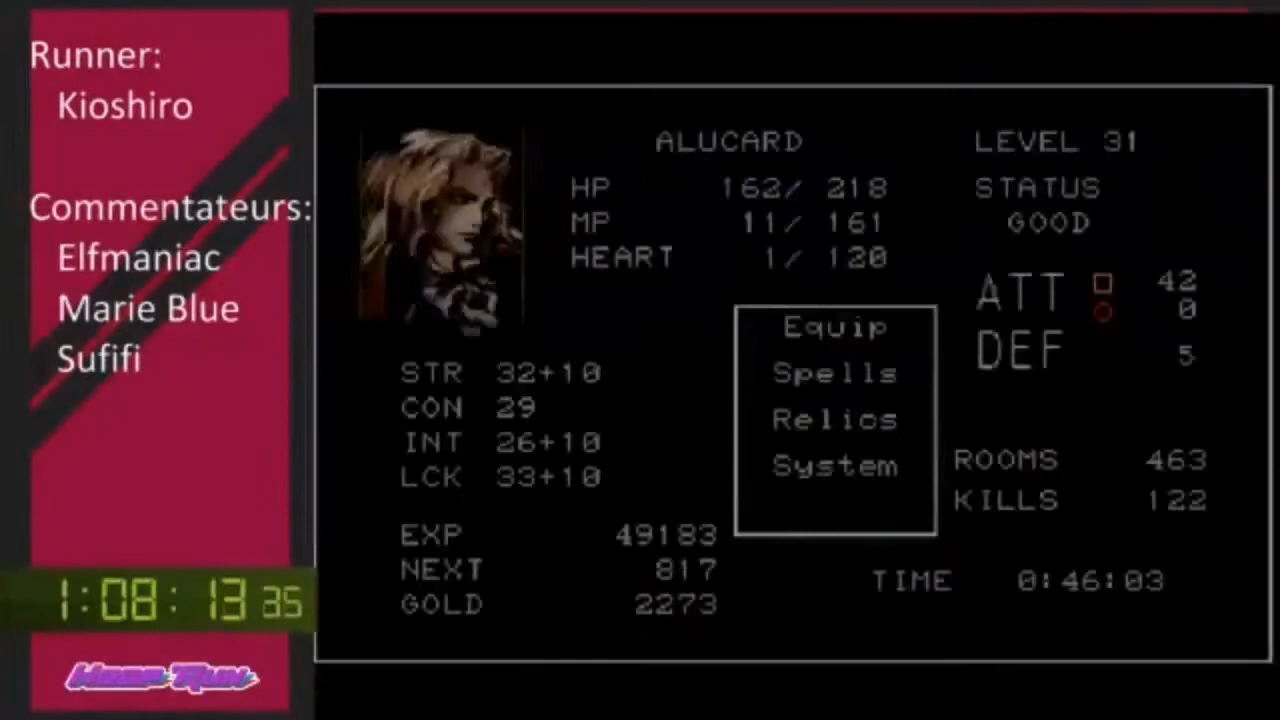 Runner:
Kioshiro
Commentateurs:
Elfmaniac
Marie Blue
Sufifi
1:08:13 35
ALUCARD
LEVEL 31
HP 162/ 218
MP 11/ 161
HEART 1/ 120
STATUS
GOOD
ATT 42
0
DEF 5
Equip
Spells
Relics
System
STR 32+10
CON 29
INT 26+10
LCK 33+10
ROOMS 463
KILLS 122
EXP 49183
NEXT 817
GOLD 2273
TIME 0:46:03